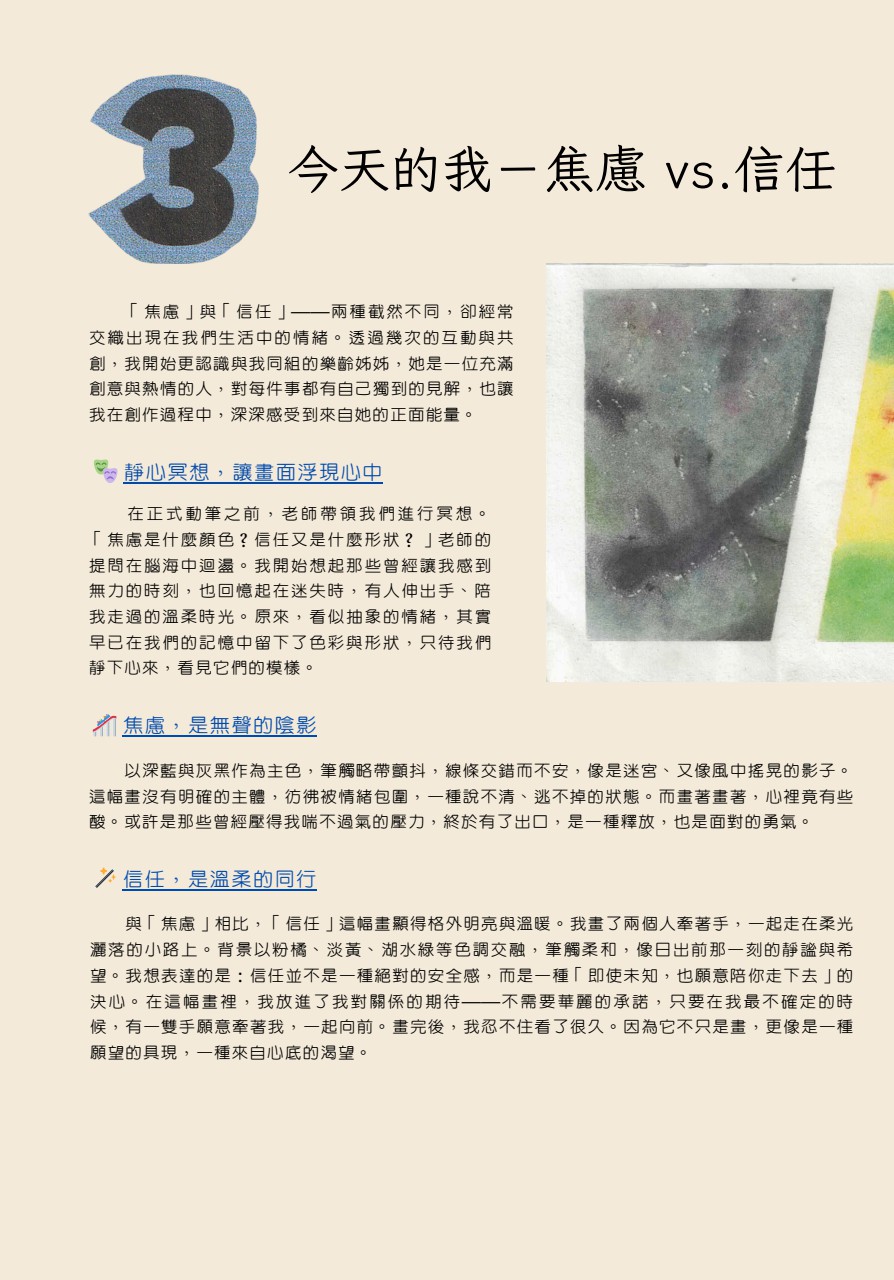 3
今天的我－焦慮 vs.信任
「焦慮」與「信任」——兩種截然不同，卻經常
交織出現在我們生活中的情緒。透過幾次的互動與共
創，我開始更認識與我同組的樂齡姊姊，她是一位充滿
創意與熱情的人，對每件事都有自己獨到的見解，也讓
我在創作過程中，深深感受到來自她的正面能量。
靜心冥想，讓畫面浮現心中
在正式動筆之前，老師帶領我們進行冥想。
「焦慮是什麼顏色？信任又是什麼形狀？」老師的
提問在腦海中迴盪。我開始想起那些曾經讓我感到
無力的時刻，也回憶起在迷失時，有人伸出手、陪
我走過的溫柔時光。原來，看似抽象的情緒，其實
早已在我們的記憶中留下了色彩與形狀，只待我們
靜下心來，看見它們的模樣。
焦慮，是無聲的陰影
以深藍與灰黑作為主色，筆觸略帶顫抖，線條交錯而不安，像是迷宮、又像風中搖晃的影子。
這幅畫沒有明確的主體，彷彿被情緒包圍，一種說不清、逃不掉的狀態。而畫著畫著，心裡竟有些
酸。或許是那些曾經壓得我喘不過氣的壓力，終於有了出口，是一種釋放，也是面對的勇氣。
信任，是溫柔的同行
與「焦慮」相比，「信任」這幅畫顯得格外明亮與溫暖。我畫了兩個人牽著手，一起走在柔光
灑落的小路上。背景以粉橘、淡黃、湖水綠等色調交融，筆觸柔和，像日出前那一刻的靜謐與希
望。我想表達的是：信任並不是一種絕對的安全感，而是一種「即使未知，也願意陪你走下去」的
決心。在這幅畫裡，我放進了我對關係的期待——不需要華麗的承諾，只要在我最不確定的時
候，有一雙手願意牽著我，一起向前。畫完後，我忍不住看了很久。因為它不只是畫，更像是一種
願望的具現，一種來自心底的渴望。